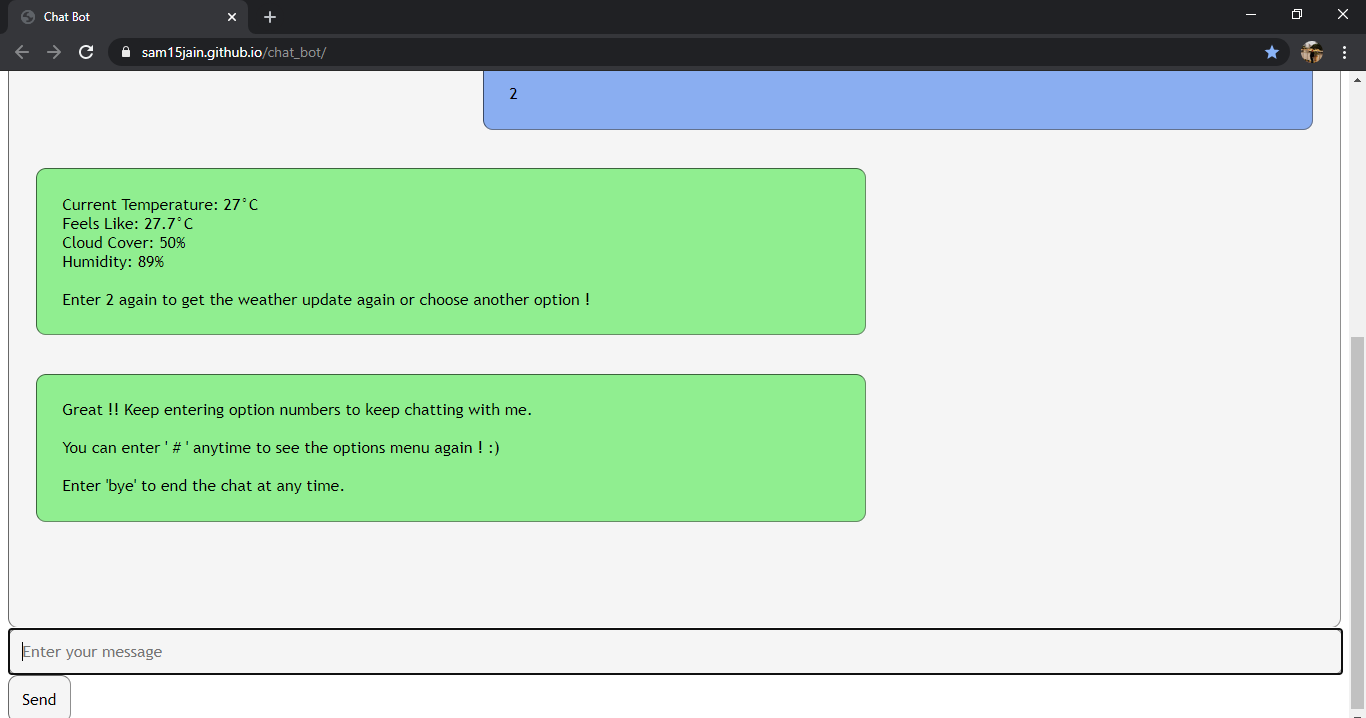 Chat Bot
sam15jain.github.io/chat_bot/
2
Current Temperature: 27°C
Feels Like: 27.7°C
Cloud Cover: 50%
Humidity: 89%
Enter 2 again to get the weather update again or choose another option !
Great !! Keep entering option numbers to keep chatting with me.
You can enter ' # ' anytime to see the options menu again ! :)
Enter 'bye' to end the chat at any time.
Enter your message
Send